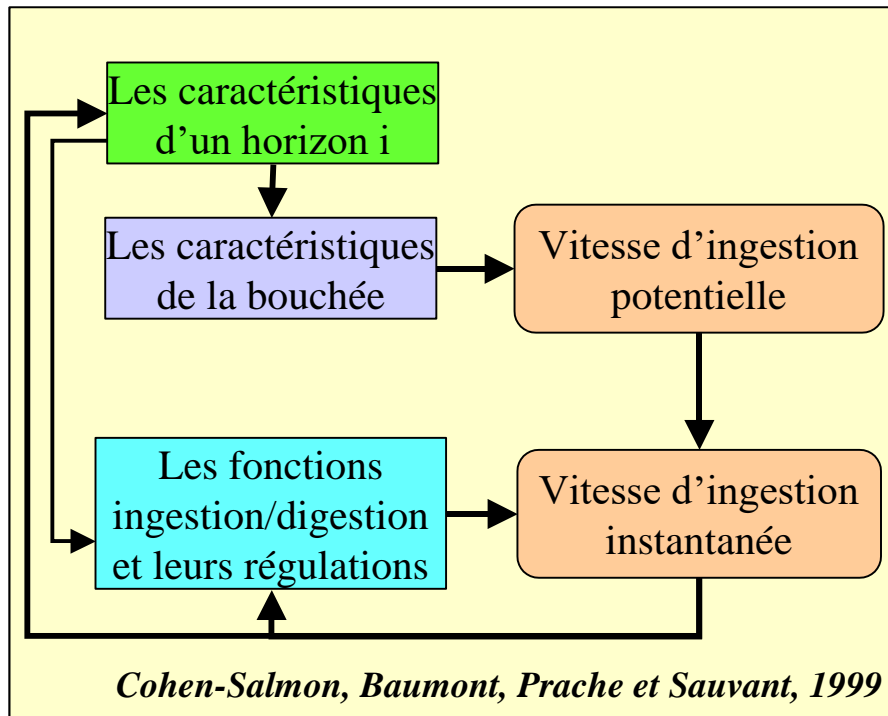 Les caractéristiques
d’un horizon i
Les caractéristiques
de la bouchée
Vitesse d’ingestion
potentielle
Les fonctions
ingestion/digestion
et leurs régulations
Vitesse d’ingestion
instantanée
Cohen-Salmon, Baumont, Prache et Sauvant, 1999